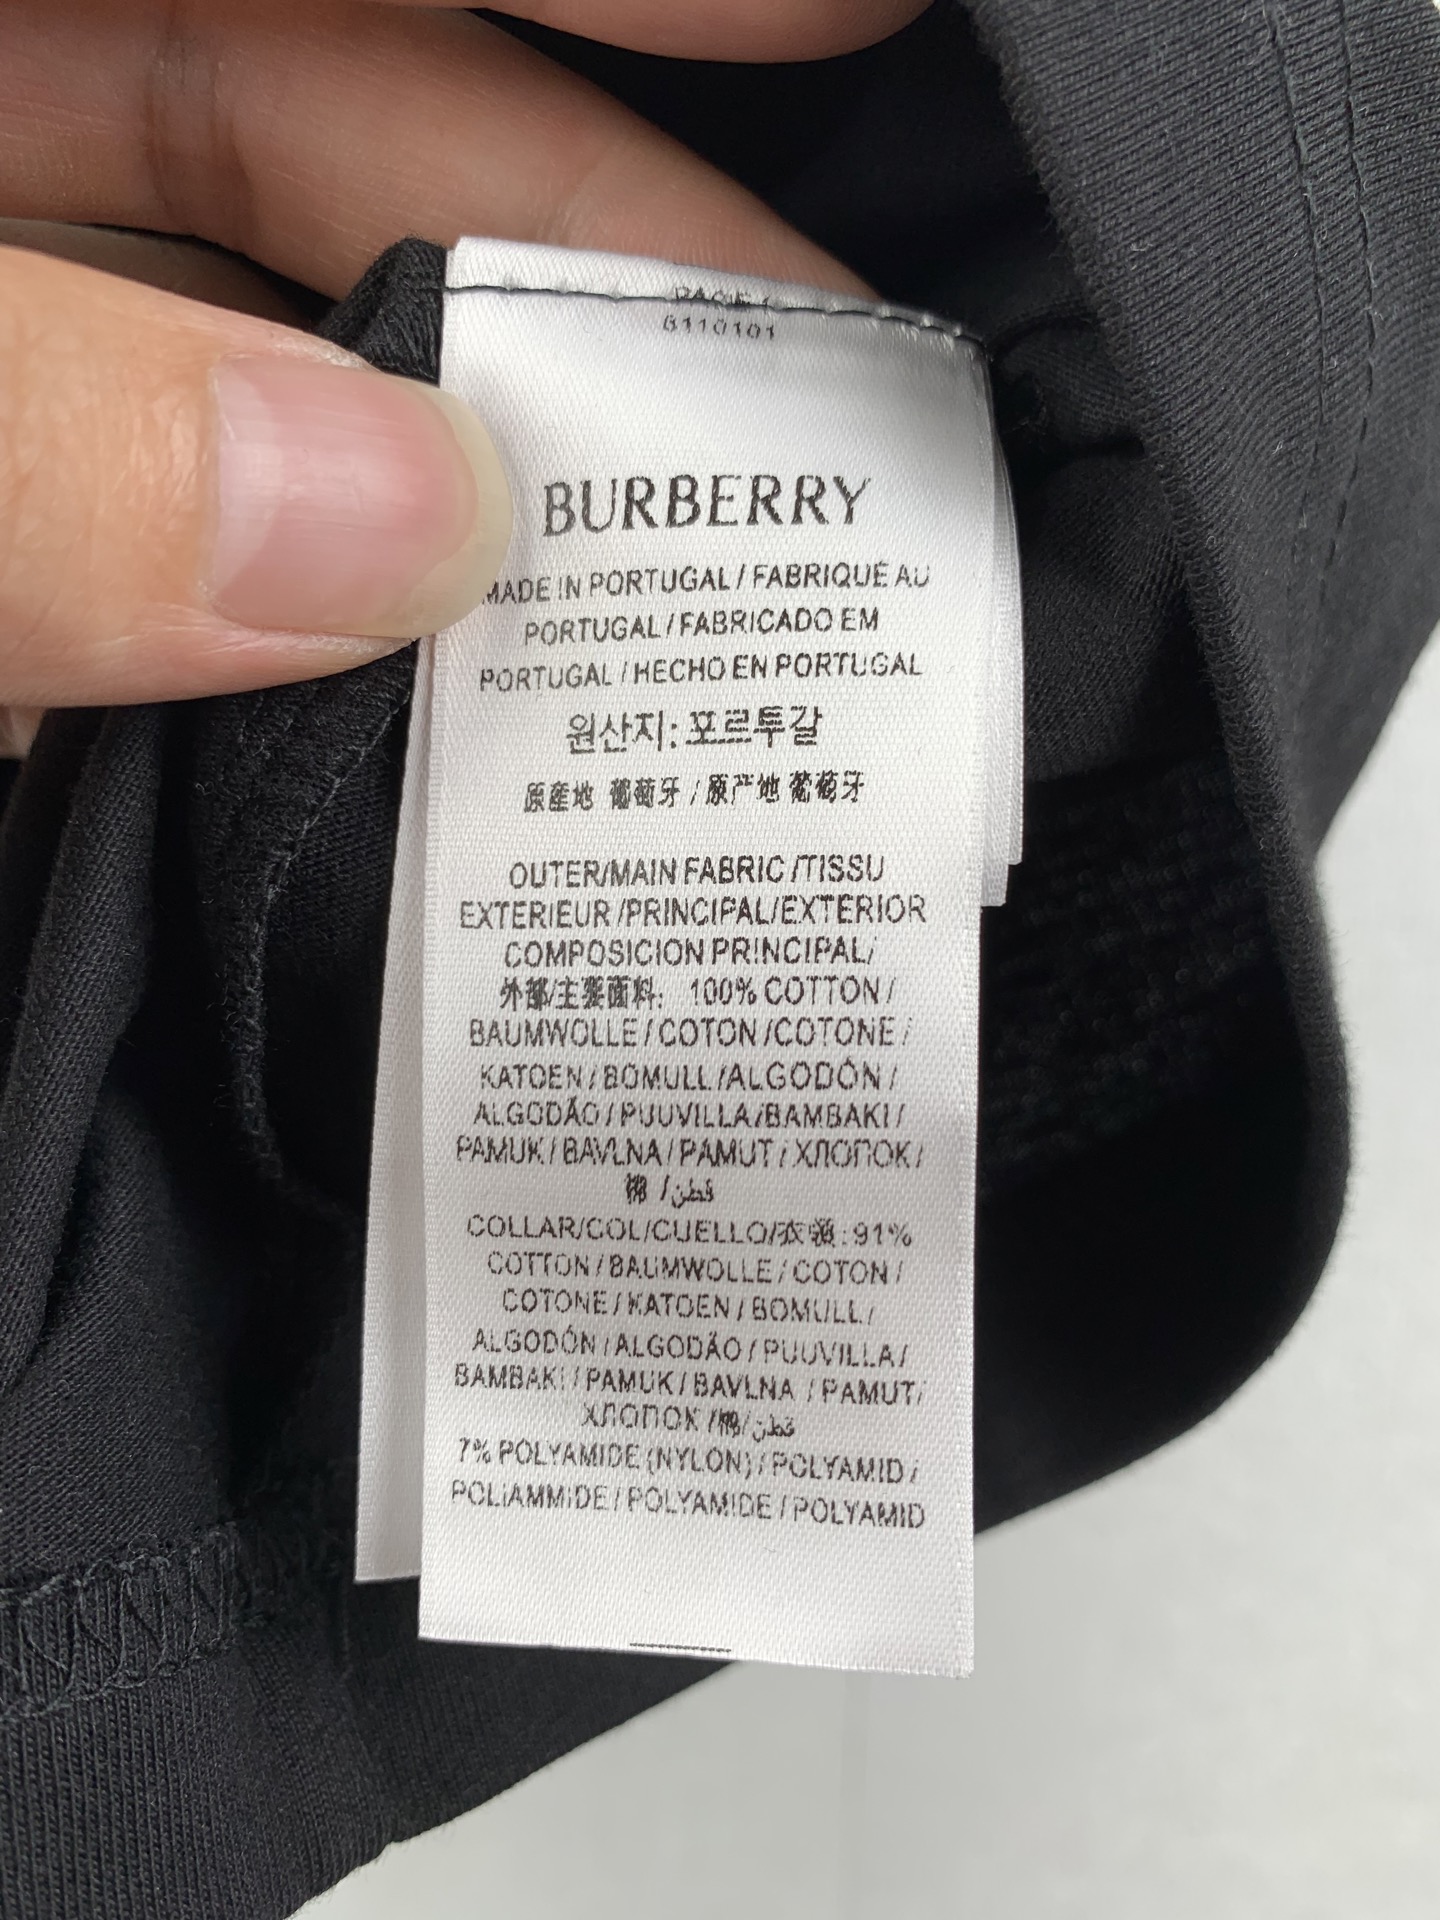 PAGE 1
6110101
BURBERRY
MADE IN PORTUGAL / FABRIQUE AU
PORTUGAL / FABRICADO EM
PORTUGAL / HECHO EN PORTUGAL
원산지: 포르투갈
原産地 葡萄牙 / 原产地 葡萄牙
OUTER/MAIN FABRIC /TISSU
EXTERIEUR /PRINCIPAL/EXTERIOR
COMPOSICION PRINCIPAL/
外部/主要面料: 100% COTTON /
BAUMWOLLE / COTON /COTONE /
KATOEN / BOMULL /ALGODÓN /
ALGODÃO / PUUVILLA/BAMBAKI /
PAMUK / BAVLNA / PAMUT / ХЛОПОК /
棉 / قطن
COLLAR/COL/CUELLO/衣领: 91%
COTTON / BAUMWOLLE / COTON /
COTONE / KATOEN / BOMULL /
ALGODÓN / ALGODÃO / PUUVILLA /
BAMBAKI / PAMUK / BAVLNA / PAMUT/
ХЛОПОК /棉/ قطن
7% POLYAMIDE (NYLON) / POLYAMID /
POLIAMMIDE / POLYAMIDE / POLYAMID